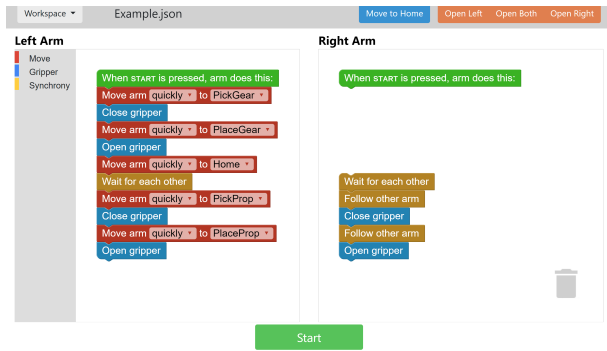 Workspace Example.json Move to Home Open Left Open Both Open Right
Left Arm
Move
Gripper
Synchrony
When START is pressed, arm does this:
Move arm quickly to PickGear
Close gripper
Move arm quickly to PlaceGear
Open gripper
Move arm quickly to Home
Wait for each other
Move arm quickly to PickProp
Close gripper
Move arm quickly to PlaceProp
Open gripper
Right Arm
When START is pressed, arm does this:
Wait for each other
Follow other arm
Close gripper
Follow other arm
Open gripper
Start